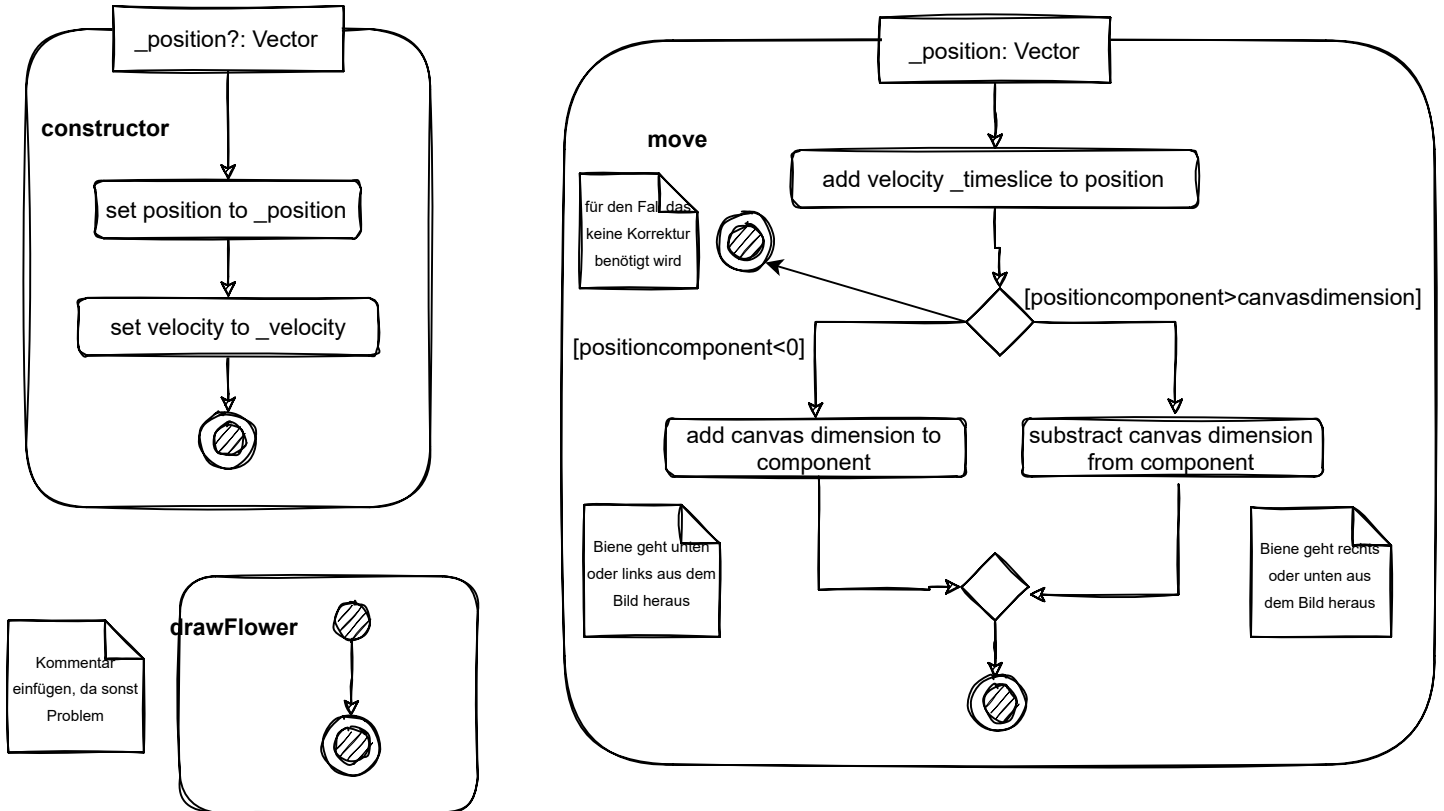 _position?: Vector
constructor
set position to _position
set velocity to _velocity
drawFlower
Kommentar
einfügen, da sonst
Problem
_position: Vector
move
add velocity _timeslice to position
für den Fall das
keine Korrektur
benötigt wird
[positioncomponent>canvasdimension]
[positioncomponent<0]
add canvas dimension to
component
substract canvas dimension
from component
Biene geht unten
oder links aus dem
Bild heraus
Biene geht rechts
oder unten aus
dem Bild heraus